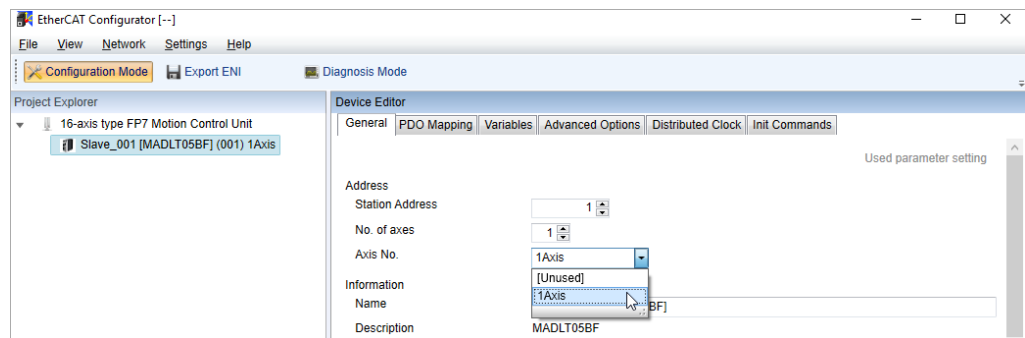 EtherCAT Configurator [--]
File View Network Settings Help
Configuration Mode Export ENI Diagnosis Mode
Project Explorer
16-axis type FP7 Motion Control Unit
Slave_001 [MADLT05BF] (001) 1Axis
Device Editor
General PDO Mapping Variables Advanced Options Distributed Clock Init Commands
Used parameter setting
Address
Station Address 1
No. of axes 1
Axis No. 1Axis
[Unused]
1Axis
Information
Name BF]
Description MADLT05BF